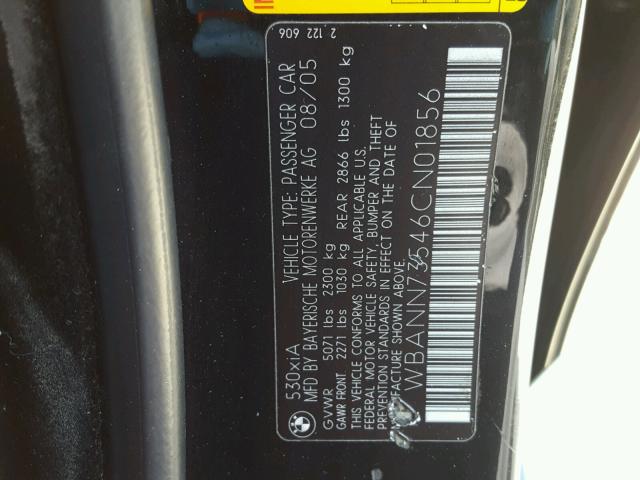 2 122 606
530xiA
VEHICLE TYPE: PASSENGER CAR
MFD BY BAYERISCHE MOTORENWERKE AG 08/05
GVWR 5071 lbs 2300 kg
GAWR FRONT 2271 lbs 1030 kg REAR 2866 lbs 1300 kg
THIS VEHICLE CONFORMS TO ALL APPLICABLE U.S.
FEDERAL MOTOR VEHICLE SAFETY, BUMPER AND THEFT
PREVENTION STANDARDS IN EFFECT ON THE DATE OF
MANUFACTURE SHOWN ABOVE.
WBANN73546CN01856